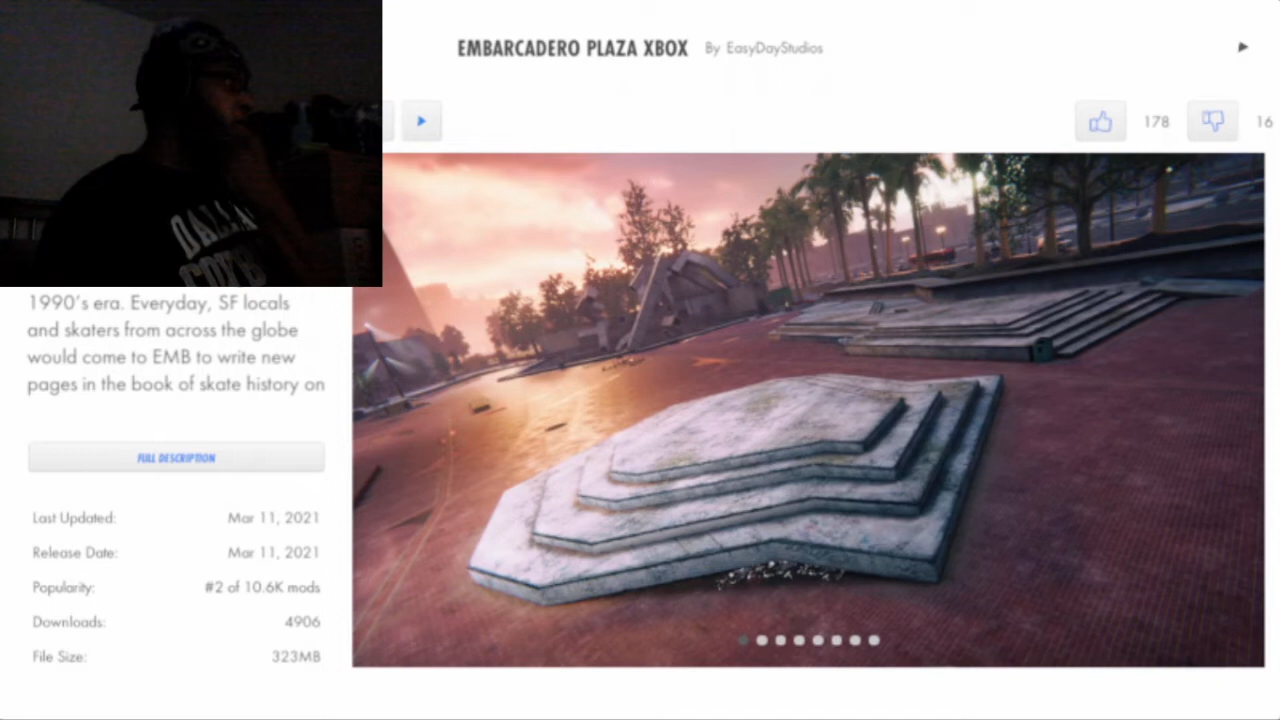 EMBARCADERO PLAZA XBOX By EasyDayStudios
178 16
1990's era. Everyday, SF locals
and skaters from across the globe
would come to EMB to write new
pages in the book of skate history on
FULL DESCRIPTION
Last Updated: Mar 11, 2021
Release Date: Mar 11, 2021
Popularity: #2 of 10.6K mods
Downloads: 4906
File Size: 323MB